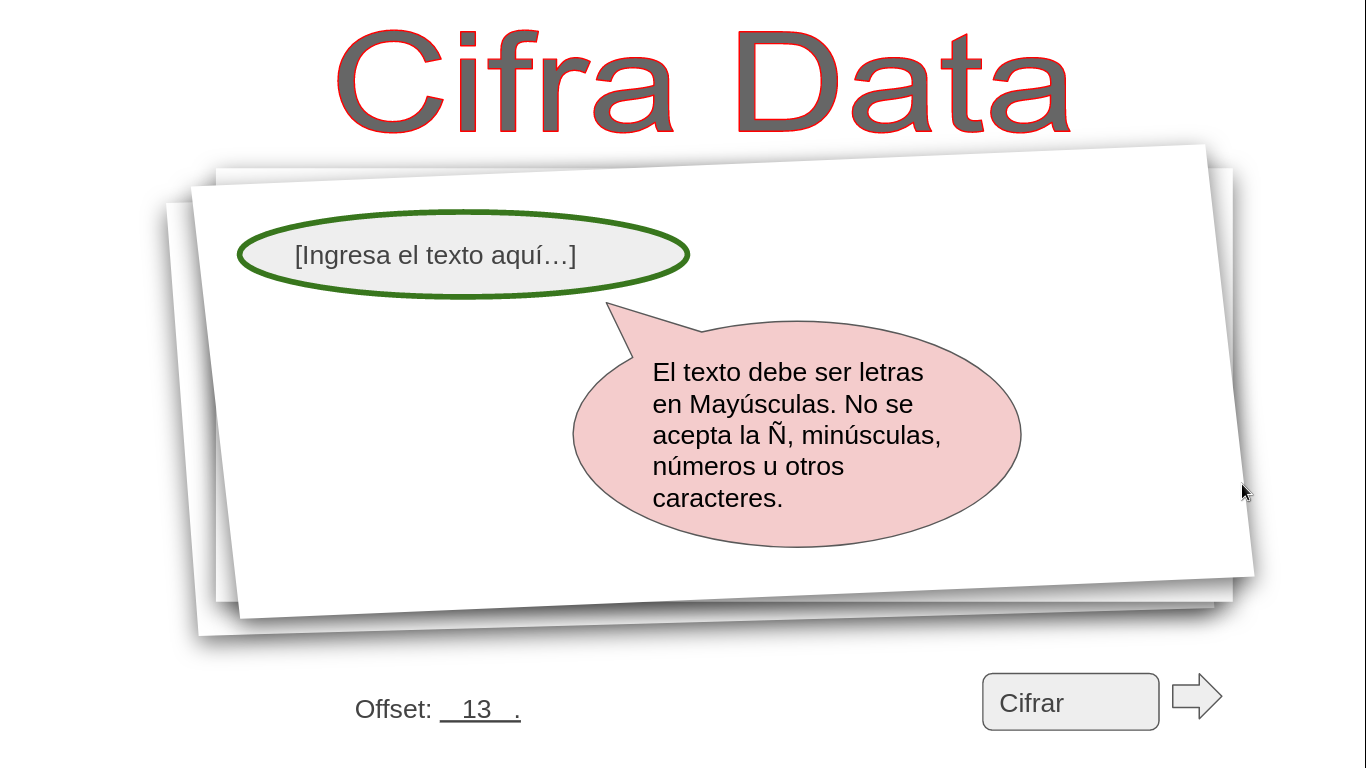 Cifra Data
[Ingresa el texto aquí…]
El texto debe ser letras
en Mayúsculas. No se
acepta la Ñ, minúsculas,
números u otros
caracteres.
Offset: __13__.
Cifrar